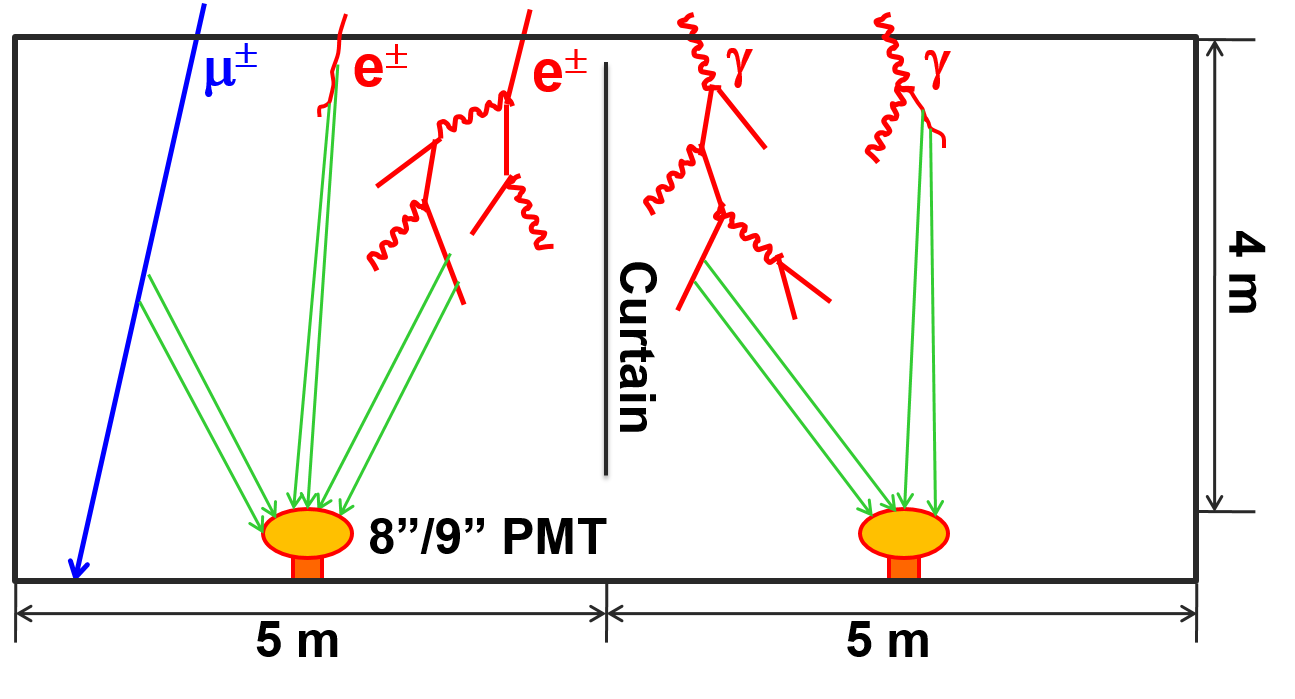 μ±
e±
e±
γ
γ
Curtain
4 m
8”/9” PMT
5 m
5 m